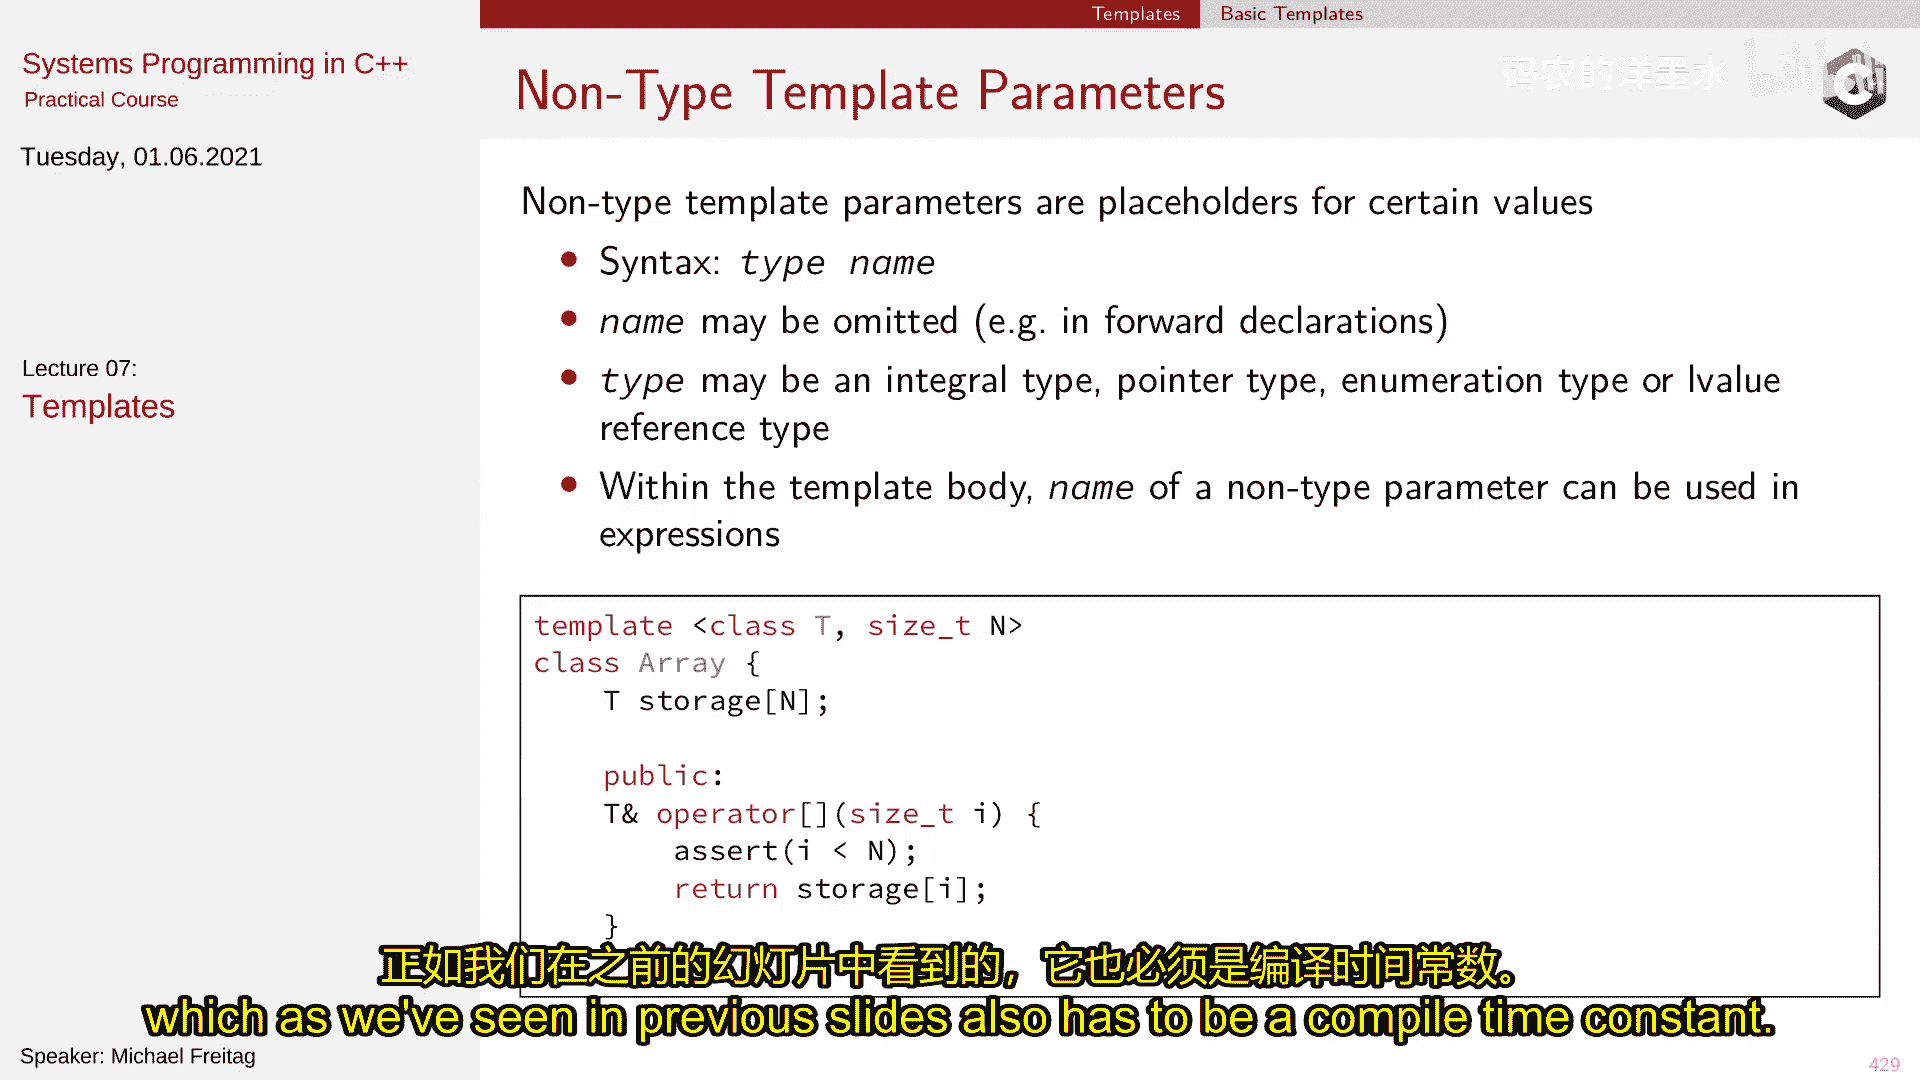 Templates
Basic Templates
Systems Programming in C++
Practical Course
Tuesday, 01.06.2021
Lecture 07:
Templates
Non-Type Template Parameters
码农的洋墨水
Non-type template parameters are placeholders for certain values
• Syntax: type name
• name may be omitted (e.g. in forward declarations)
• type may be an integral type, pointer type, enumeration type or lvalue
reference type
• Within the template body, name of a non-type parameter can be used in
expressions
template <class T, size_t N>
class Array {
    T storage[N];
    public:
    T& operator[](size_t i) {
        assert(i < N);
        return storage[i];
    }
正如我们在之前的幻灯片中看到的，它也必须是编译时间常数。
which as we've seen in previous slides also has to be a compile time constant.
Speaker: Michael Freitag
429